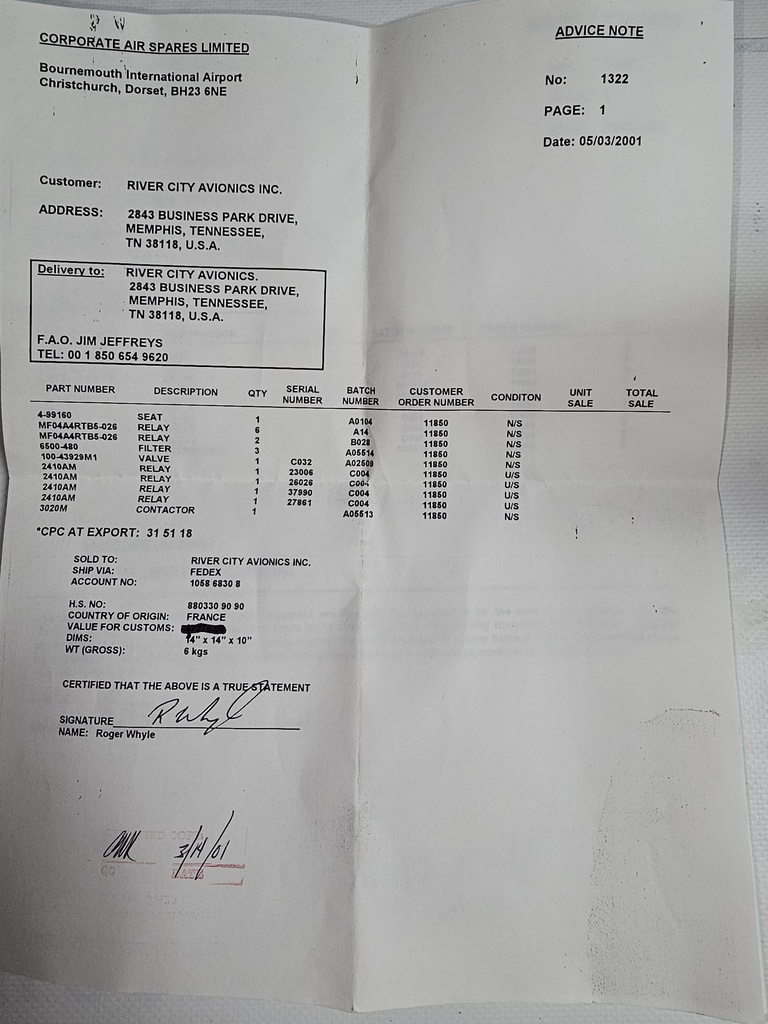 CORPORATE AIR SPARES LIMITED
Bournemouth International Airport
Christchurch, Dorset, BH23 6NE
ADVICE NOTE
No: 1322
PAGE: 1
Date: 05/03/2001
Customer: RIVER CITY AVIONICS INC.
ADDRESS: 2843 BUSINESS PARK DRIVE,
MEMPHIS, TENNESSEE,
TN 38118, U.S.A.
Delivery to: RIVER CITY AVIONICS.
2843 BUSINESS PARK DRIVE,
MEMPHIS, TENNESSEE,
TN 38118, U.S.A.
F.A.O. JIM JEFFREYS
TEL: 00 1 850 654 9620
PART NUMBER DESCRIPTION QTY SERIAL NUMBER BATCH NUMBER CUSTOMER ORDER NUMBER CONDITON UNIT SALE TOTAL SALE
4-99160 SEAT 1 A0104 11850 N/S
MF04A4RTB5-026 RELAY 6 A14 11850 N/S
MF04A4RTB5-026 RELAY 2 B028 11850 N/S
6500-480 FILTER 3 A05514 11850 N/S
100-43929M1 VALVE 1 C032 A02509 11850 N/S
2410AM RELAY 1 23006 C004 11850 U/S
2410AM RELAY 1 26026 C004 11850 U/S
2410AM RELAY 1 37990 C004 11850 U/S
2410AM RELAY 1 27861 C004 11850 U/S
3020M CONTACTOR 1 A05513 11850 N/S
*CPC AT EXPORT: 31 51 18
SOLD TO: RIVER CITY AVIONICS INC.
SHIP VIA: FEDEX
ACCOUNT NO: 1058 6830 8
H.S. NO: 880330 90 90
COUNTRY OF ORIGIN: FRANCE
VALUE FOR CUSTOMS:
DIMS: 14" x 14" x 10"
WT (GROSS): 6 kgs
CERTIFIED THAT THE ABOVE IS A TRUE STATEMENT
SIGNATURE R Whyle
NAME: Roger Whyle
3/14/01
QC DATE